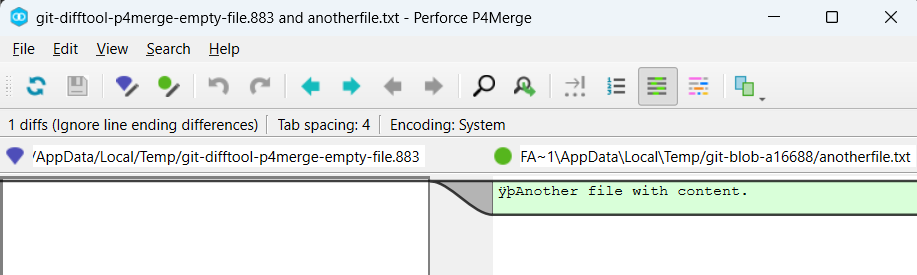 git-difftool-p4merge-empty-file.883 and anotherfile.txt - Perforce P4Merge
File Edit View Search Help
1 diffs (Ignore line ending differences) Tab spacing: 4 Encoding: System
/AppData/Local/Temp/git-difftool-p4merge-empty-file.883 FA~1\AppData\Local\Temp/git-blob-a16688/anotherfile.txt
ÿþAnother file with content.